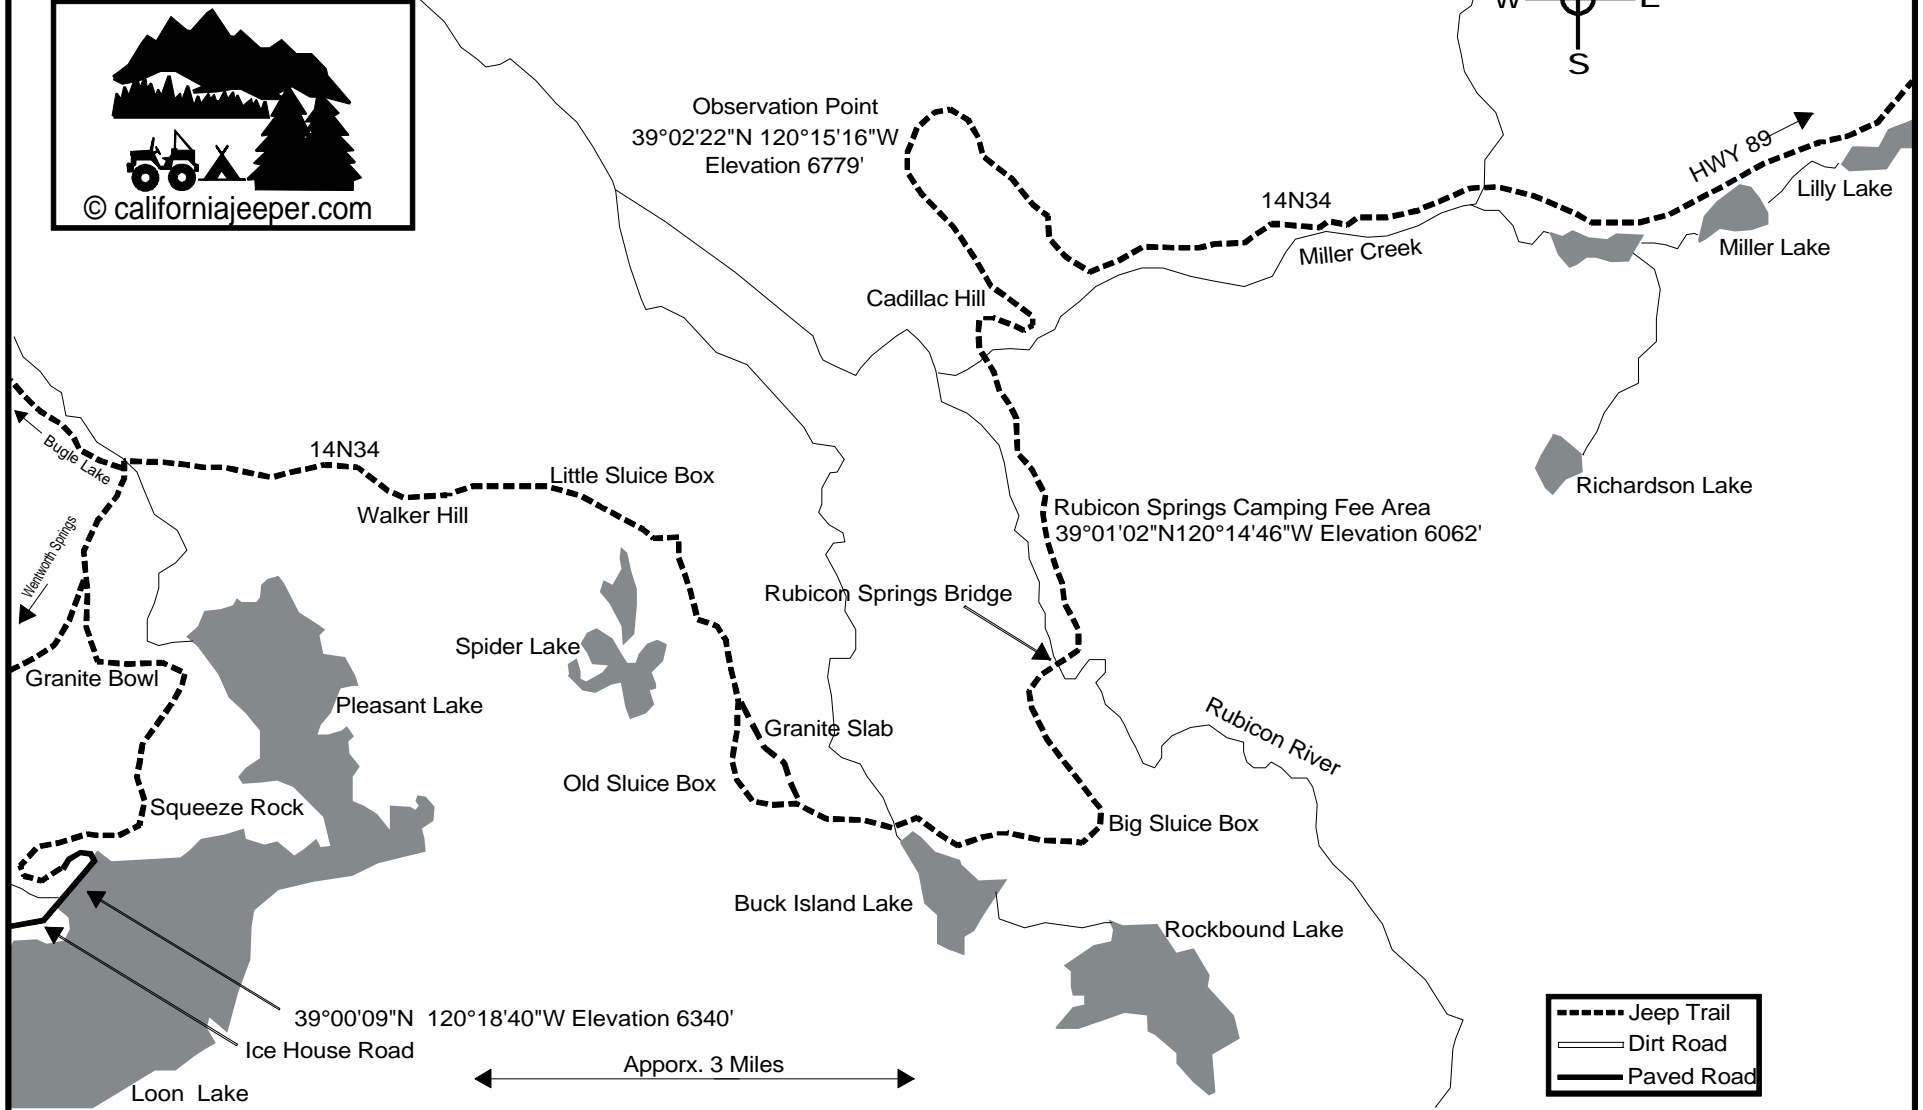 W E
S
© californiajeeper.com
Observation Point
39°02'22"N 120°15'16"W
Elevation 6779'
HWY 89
Lilly Lake
14N34
Miller Creek
Miller Lake
Cadillac Hill
Bugle Lake
14N34
Little Sluice Box
Walker Hill
Richardson Lake
Rubicon Springs Camping Fee Area
39°01'02"N120°14'46"W Elevation 6062'
Wentworth Springs
Rubicon Springs Bridge
Spider Lake
Granite Bowl
Pleasant Lake
Rubicon River
Granite Slab
Old Sluice Box
Squeeze Rock
Big Sluice Box
Buck Island Lake
Rockbound Lake
39°00'09"N 120°18'40"W Elevation 6340'
Ice House Road
Apporx. 3 Miles
Loon Lake
Jeep Trail
Dirt Road
Paved Road